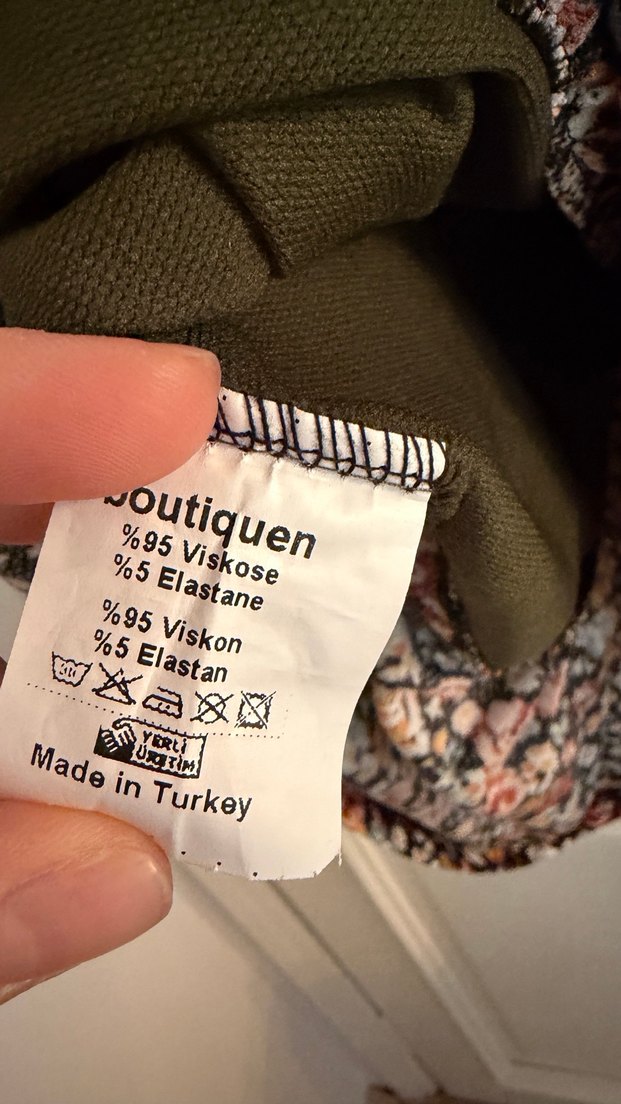 boutiquen
%95 Viskose
%5 Elastane
%95 Viskon
%5 Elastan
YERLİ
ÜRETİM
Made in Turkey